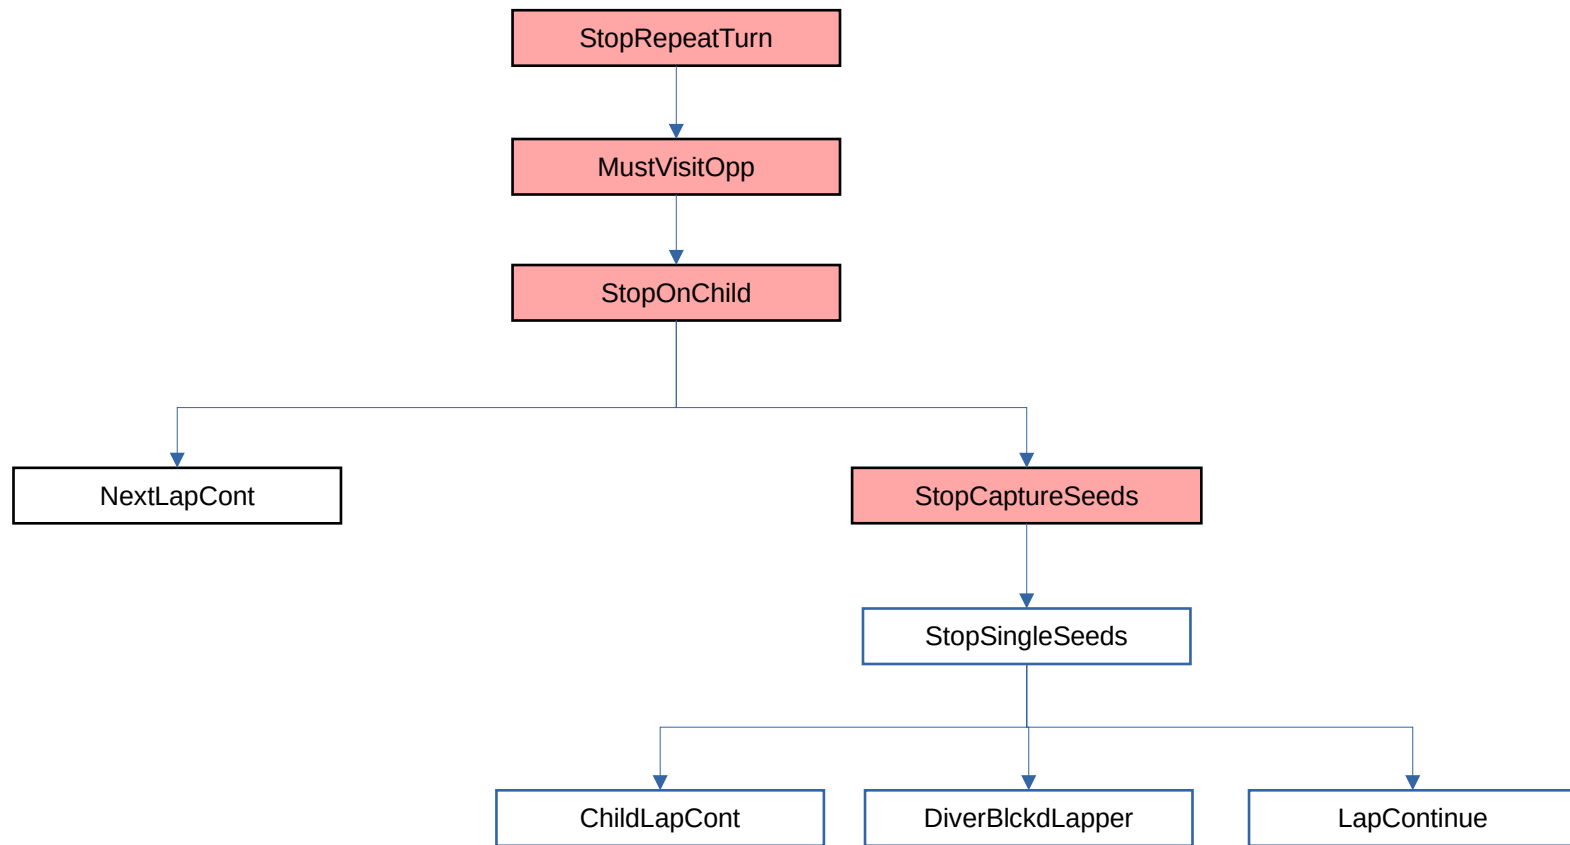 StopRepeatTurn
MustVisitOpp
StopOnChild
NextLapCont
StopCaptureSeeds
StopSingleSeeds
ChildLapCont
DiverBlckdLapper
LapContinue